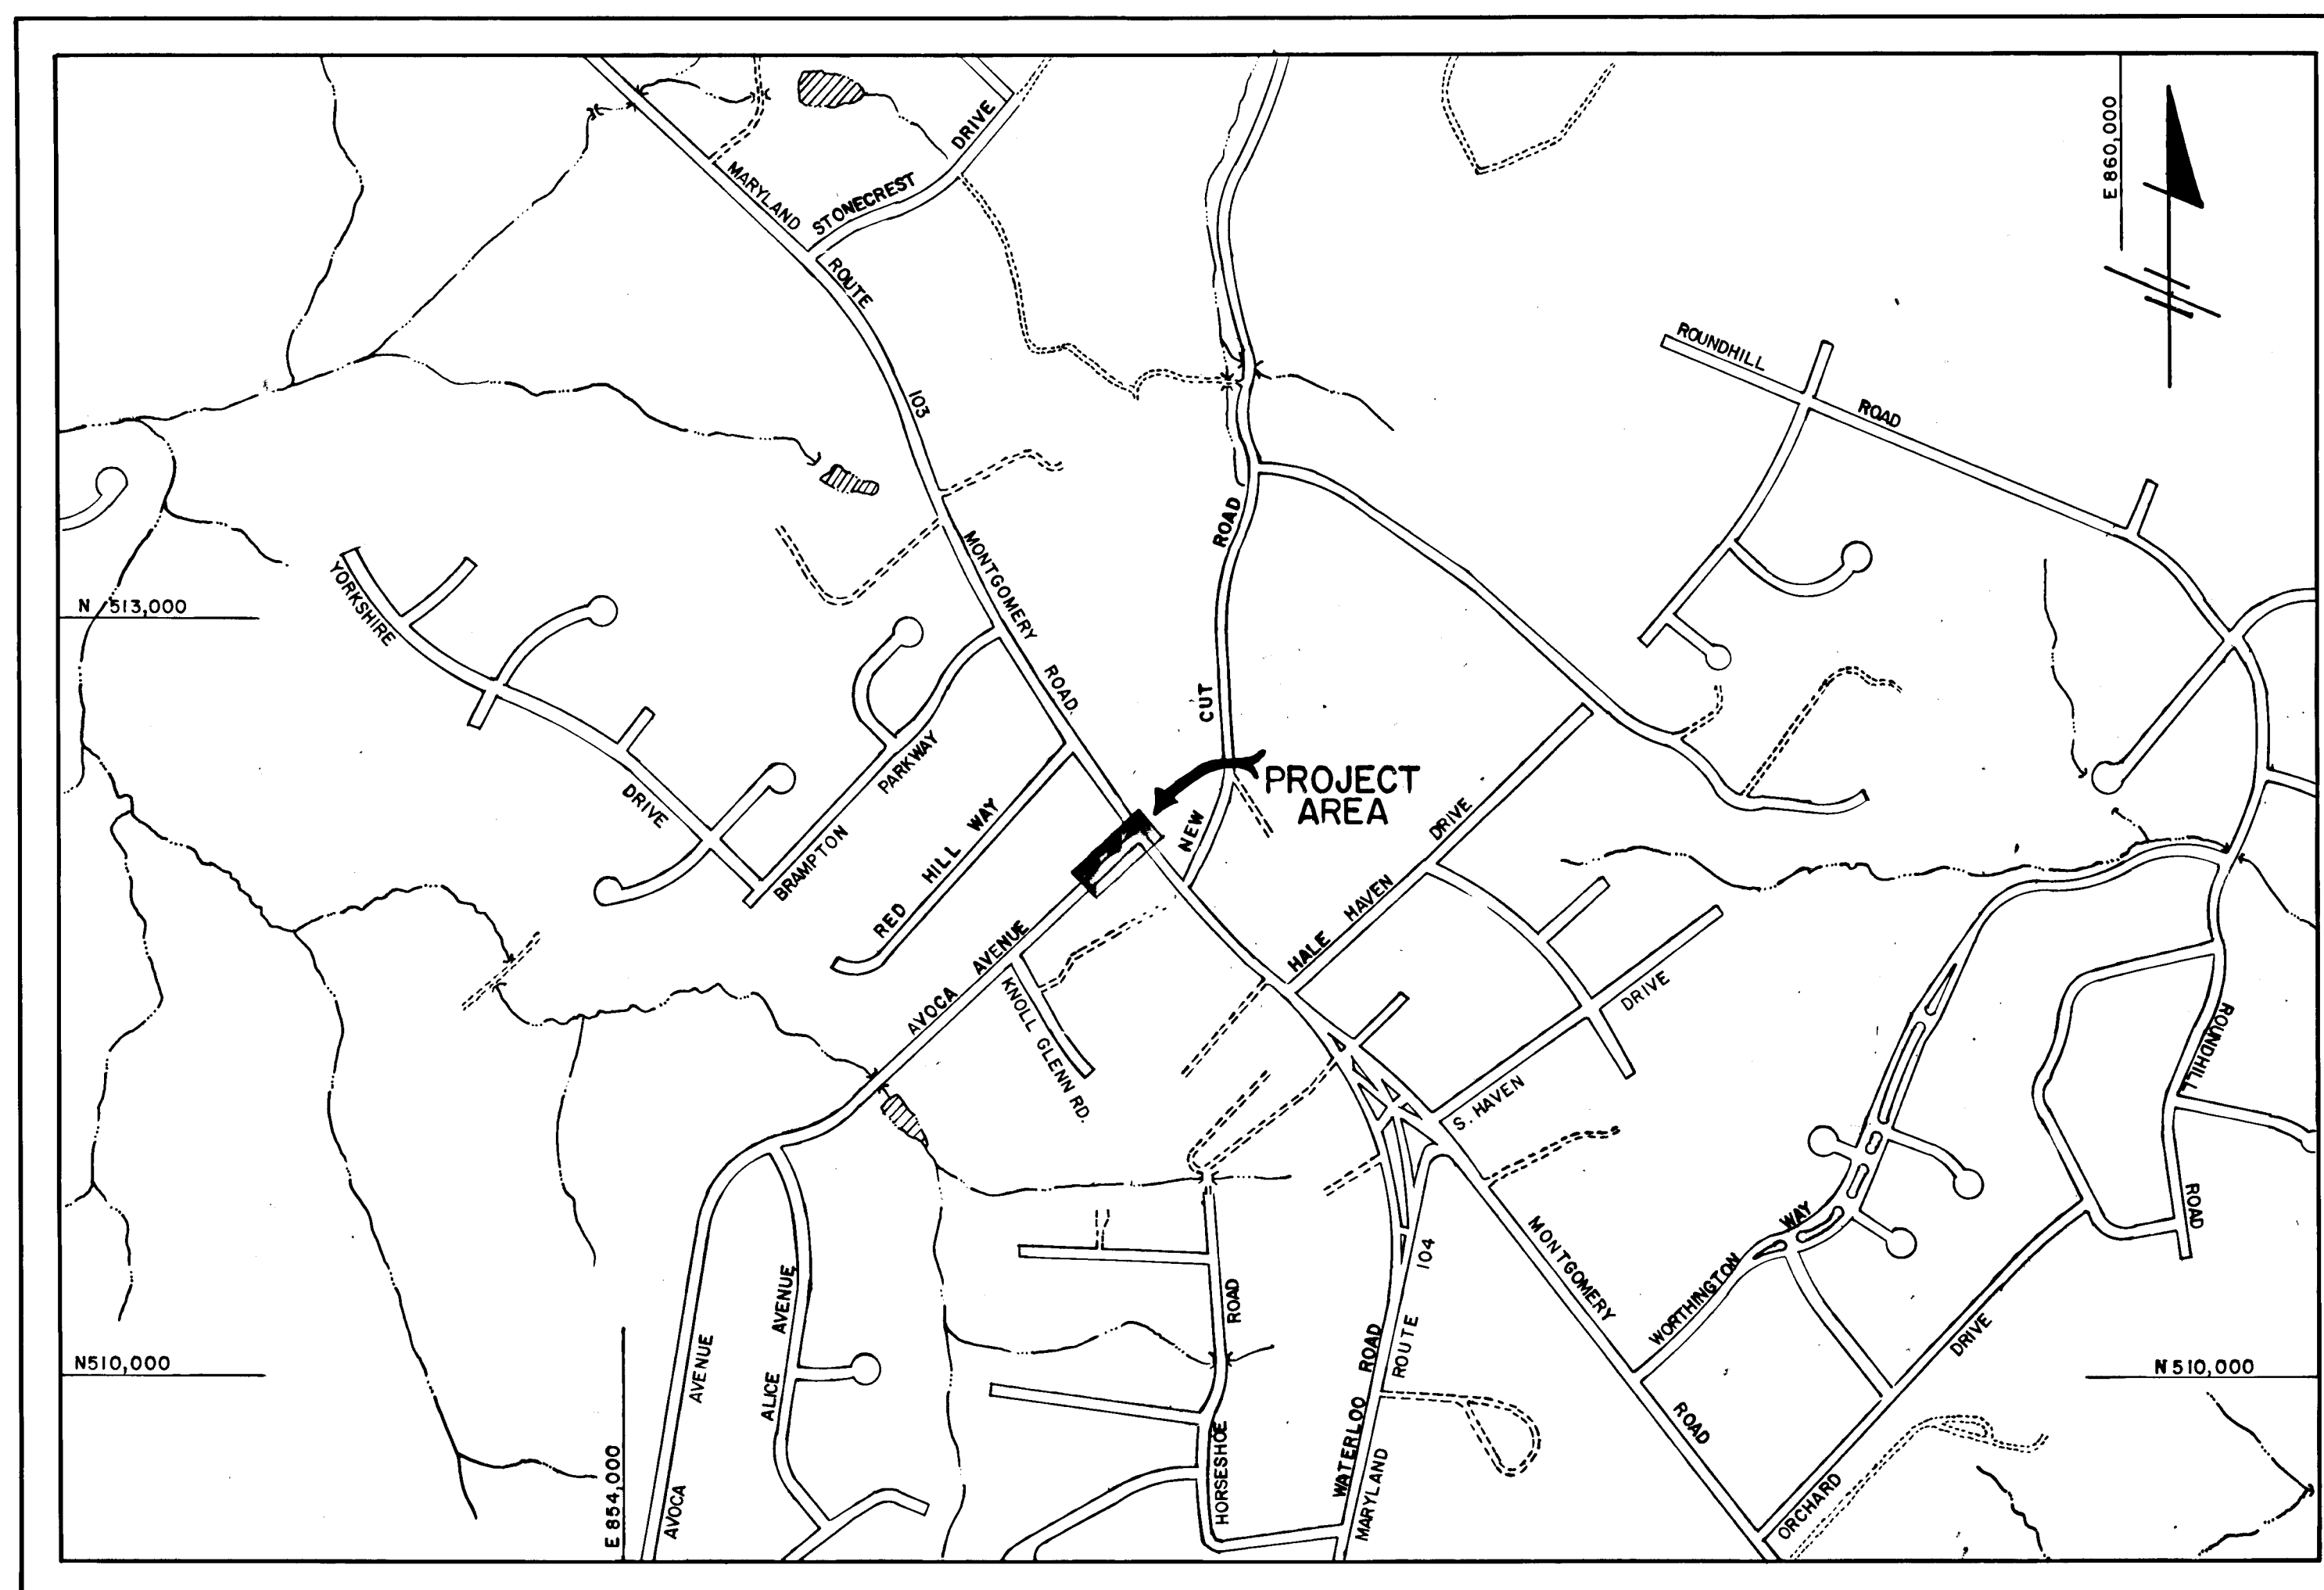 E 860,000
DRIVE
STONECREST
MARYLAND
ROUTE
103
ROUNDHILL
ROAD
ROAD
MONTGOMERY
ROAD
N 513,000
YORKSHIRE
DRIVE
CUT
NEW
PROJECT
AREA
PARKWAY
BRAMPTON
RED HILL WAY
HALE HAVEN DRIVE
AVOCA AVENUE
KNOLL GLENN RD.
S. HAVEN
DRIVE
ROUNDHILL
ROAD
MONTGOMERY
ROAD
WORTHINGTON WAY
ORCHARD
DRIVE
104
ROUTE
MARYLAND
WATERLOO ROAD
HORSESHOE
ROAD
ALICE AVENUE
AVOCA
AVENUE
N510,000
N 510,000
E 854,000